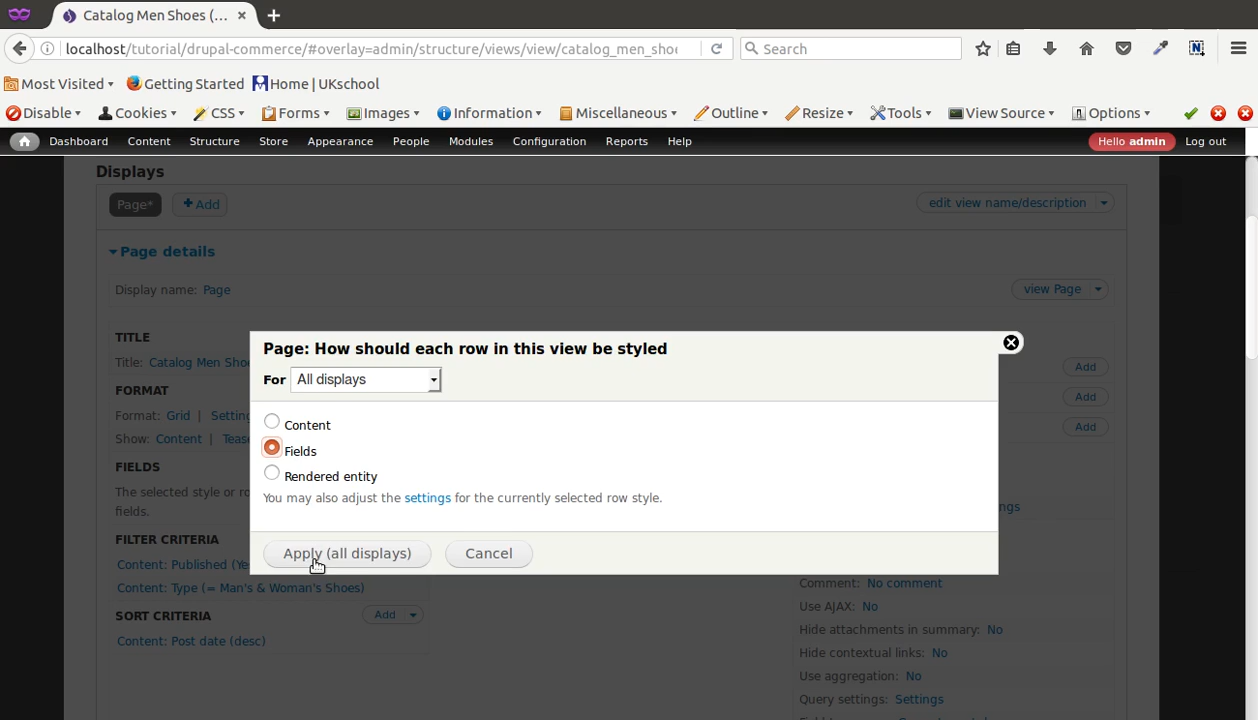 Catalog Men Shoes (...
localhost/tutorial/drupal-commerce/#overlay=admin/structure/views/view/catalog_men_shoe
Search
Most Visited Getting Started Home | UKschool
Disable Cookies CSS Forms Images Information Miscellaneous Outline Resize Tools View Source Options
Dashboard Content Structure Store Appearance People Modules Configuration Reports Help Hello admin Log out
Displays
Page* Add edit view name/description
Page details
Display name: Page view Page
TITLE
Title: Catalog Men Sho
Add
FORMAT
Format: Grid | Setting
Add
Show: Content | Tease
Add
FIELDS
The selected style or ro
fields.
ngs
FILTER CRITERIA
Content: Published (Ye
Content: Type (= Man's & Woman's Shoes)
SORT CRITERIA Add
Content: Post date (desc)
Page: How should each row in this view be styled
For All displays
Content
Fields
Rendered entity
You may also adjust the settings for the currently selected row style.
Apply (all displays) Cancel
Comment: No comment
Use AJAX: No
Hide attachments in summary: No
Hide contextual links: No
Use aggregation: No
Query settings: Settings